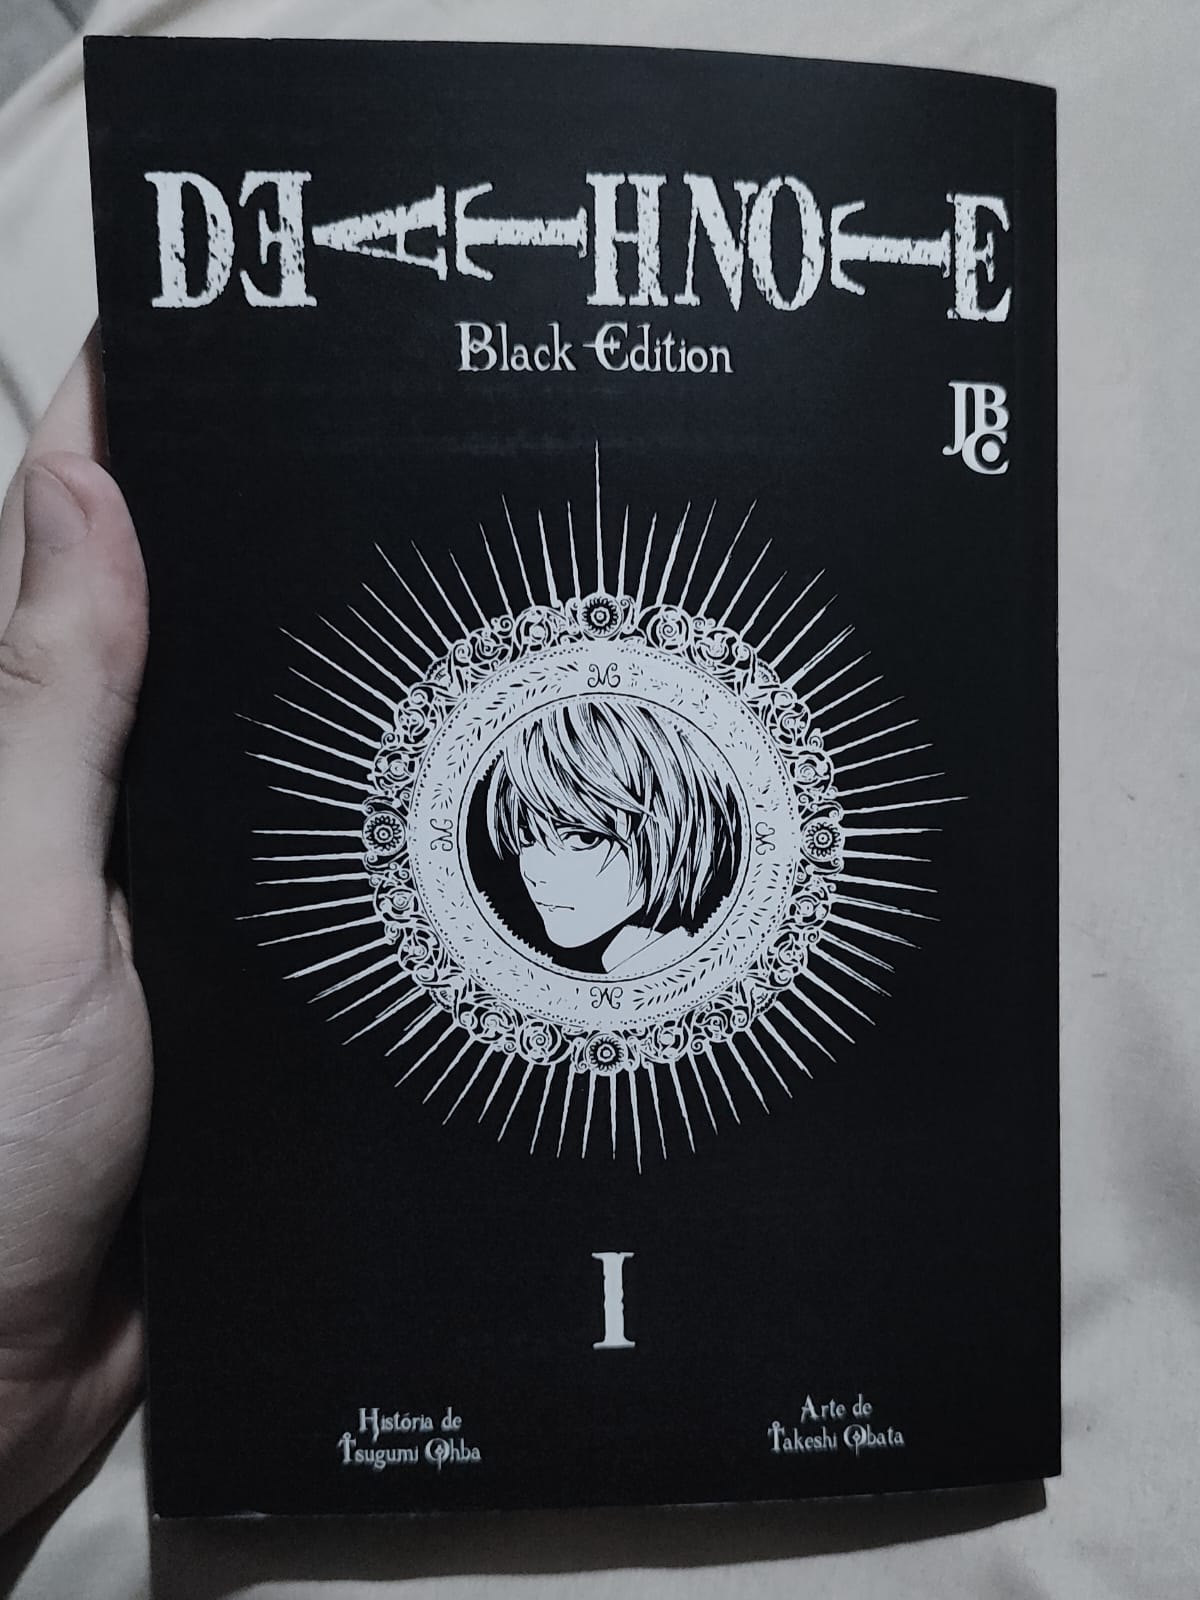 DEATH NOTE
Black Edition
JBC
I
História de
Tsugumi Ohba
Arte de
Takeshi Obata